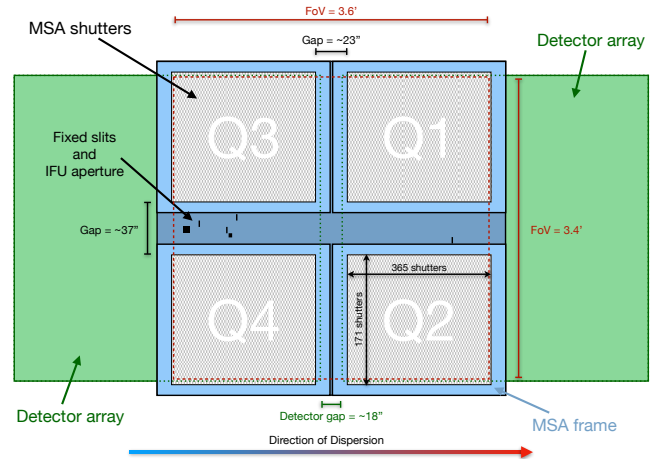 FoV = 3.6’
MSA shutters
Gap = ~23”
Detector array
Q3
Q1
Fixed slits
and
IFU aperture
Gap = ~37”
FoV = 3.4’
365 shutters
171 shutters
Q4
Q2
Detector array
Detector gap = ~18”
MSA frame
Direction of Dispersion